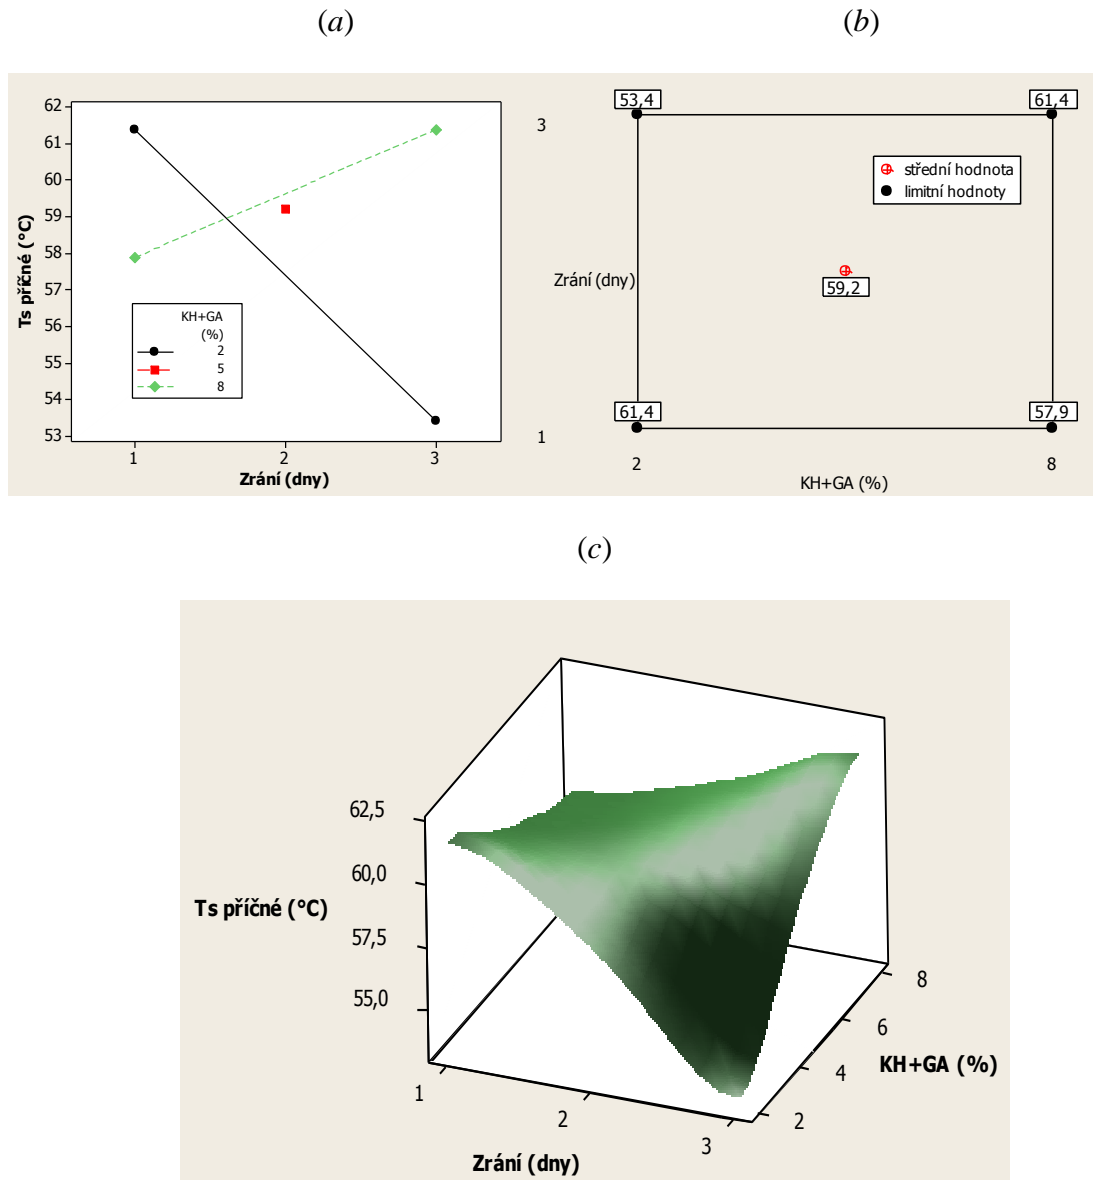 (a)
(b)
62
61
60
59
58
57
56
55
54
53
Ts příčné (°C)
KH+GA
(%)
2
5
8
1 2 3
Zrání (dny)
53,4 61,4
3
střední hodnota
limitní hodnoty
Zrání (dny)
59,2
61,4 57,9
1
2 8
KH+GA (%)
(c)
62,5
60,0
57,5
55,0
Ts příčné (°C)
1
2
3
Zrání (dny)
8
6
4
2
KH+GA (%)